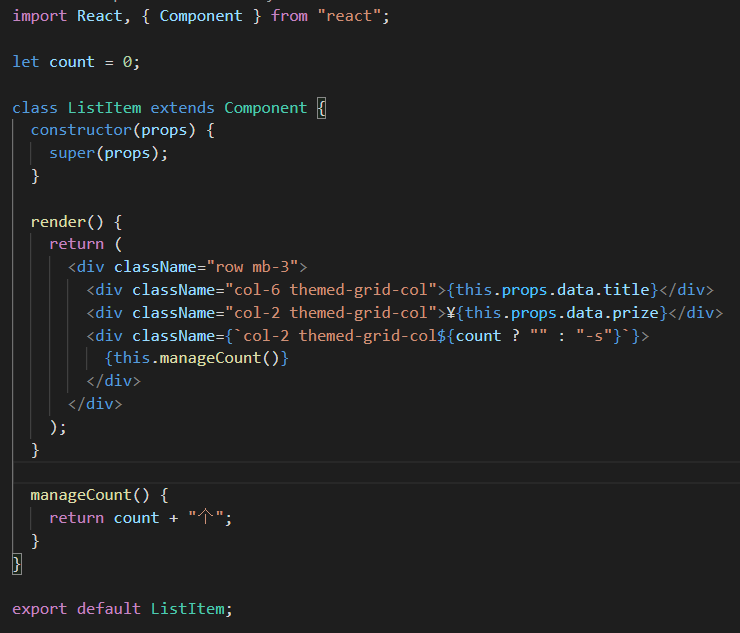 import React, { Component } from "react";
let count = 0;
class ListItem extends Component {
constructor(props) {
super(props);
}
render() {
return (
<div className="row mb-3">
<div className="col-6 themed-grid-col">{this.props.data.title}</div>
<div className="col-2 themed-grid-col">¥{this.props.data.prize}</div>
<div className={`col-2 themed-grid-col${count ? "" : "-s"}`}>
{this.manageCount()}
</div>
</div>
);
}
manageCount() {
return count + "个";
}
}
export default ListItem;